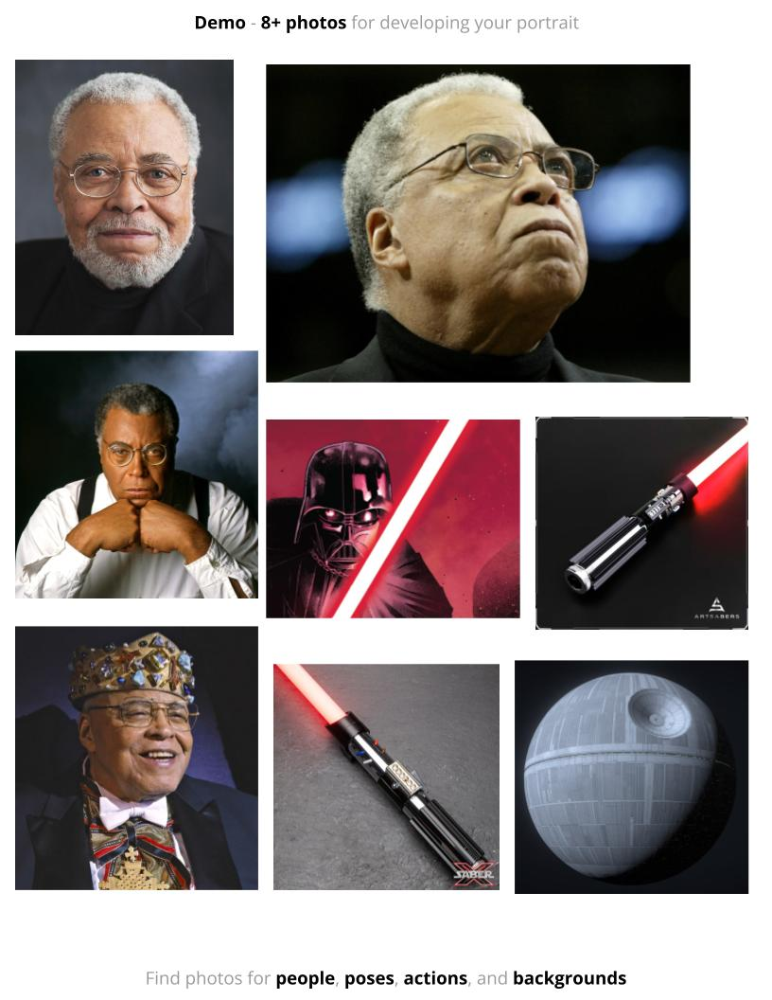 Demo - 8+ photos for developing your portrait
ARTSABERS
SABER
Find photos for people, poses, actions, and backgrounds